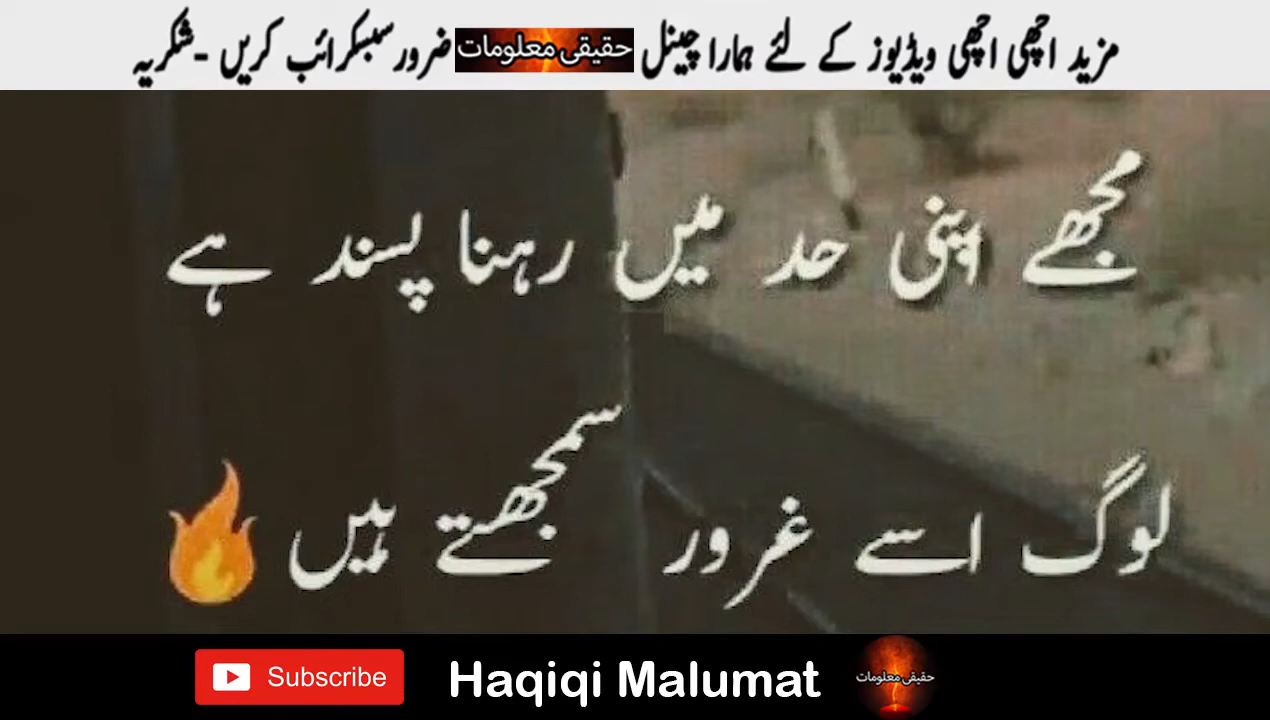 مزید اچھی اچھی ویڈیوز کے لئے ہمارا چینل حقیقی معلومات ضرور سبسکرائب کریں -شکریہ
مجھے اپنی حد میں رہنا پسند ہے
لوگ اسے غرور سمجھتے ہیں 🔥
Subscribe Haqiqi Malumat حقیقی معلومات